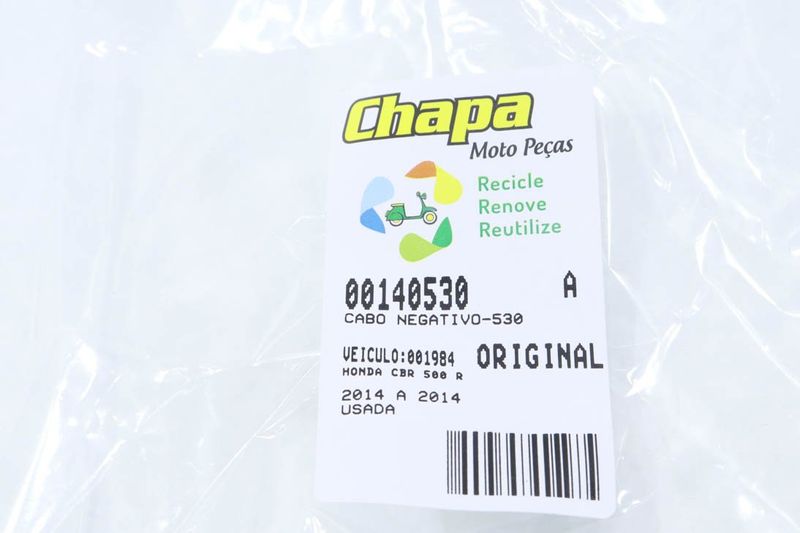 Chapa
Moto Peças
Recicle
Renove
Reutilize
00140530 A
CABO NEGATIVO-530
VEICULO:001984 ORIGINAL
HONDA CBR 500 R
2014 A 2014
USADA